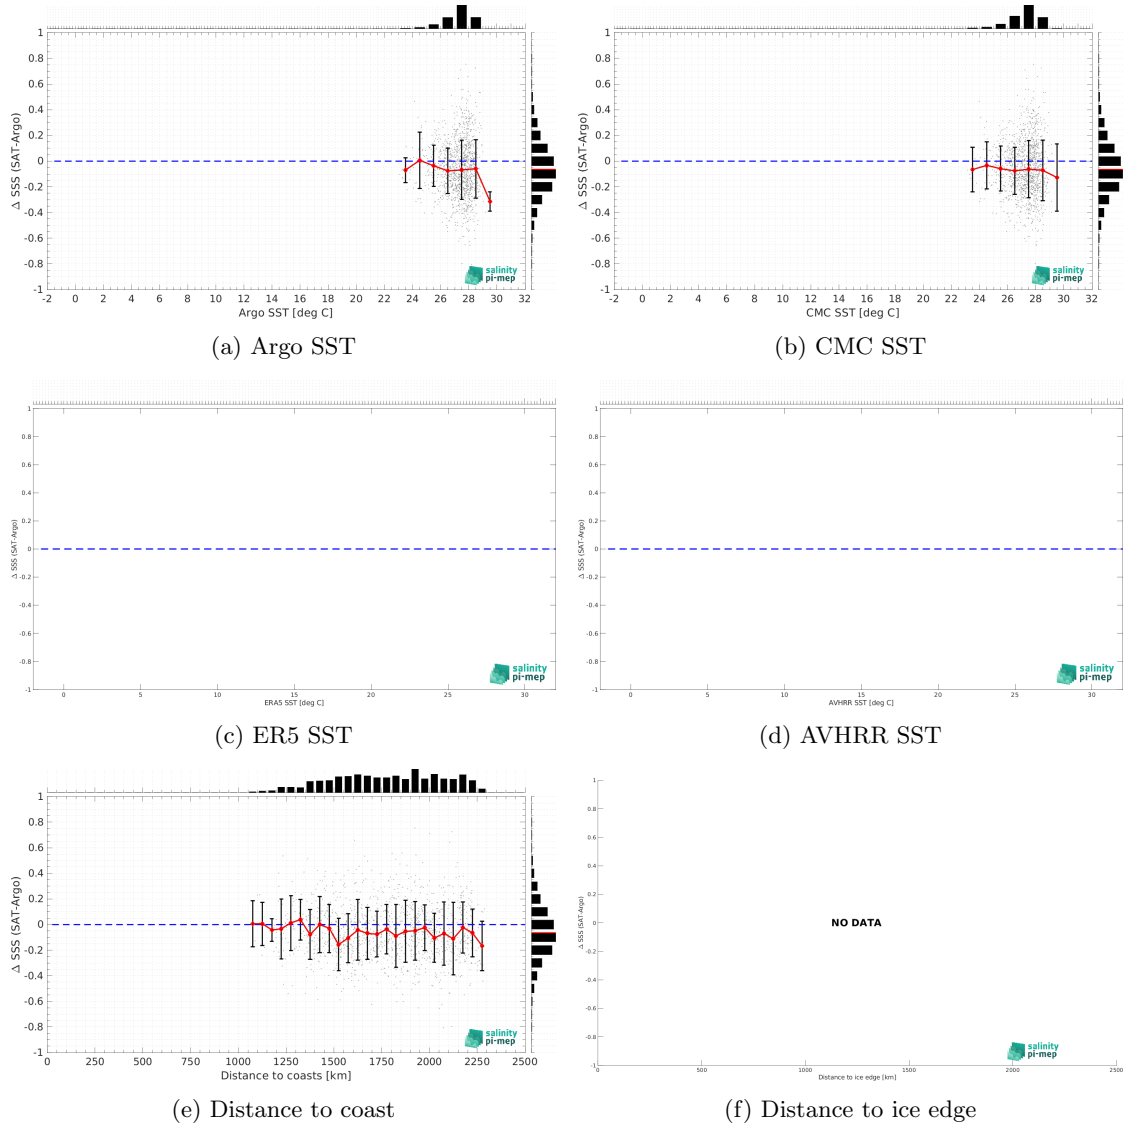 1
0.8
0.6
0.4
0.2
0
-0.2
-0.4
-0.6
-0.8
-1
Δ SSS (SAT-Argo)
-2 0 2 4 6 8 10 12 14 16 18 20 22 24 26 28 30 32
Argo SST [deg C]
salinity
pi-mep
(a) Argo SST
1
0.8
0.6
0.4
0.2
0
-0.2
-0.4
-0.6
-0.8
-1
Δ SSS (SAT-Argo)
-2 0 2 4 6 8 10 12 14 16 18 20 22 24 26 28 30 32
CMC SST [deg C]
salinity
pi-mep
(b) CMC SST
1
0.8
0.6
0.4
0.2
0
-0.2
-0.4
-0.6
-0.8
-1
Δ SSS (SAT-Argo)
0 5 10 15 20 25 30
ERA5 SST [deg C]
salinity
pi-mep
(c) ER5 SST
1
0.8
0.6
0.4
0.2
0
-0.2
-0.4
-0.6
-0.8
-1
Δ SSS (SAT-Argo)
0 5 10 15 20 25 30
AVHRR SST [deg C]
salinity
pi-mep
(d) AVHRR SST
1
0.8
0.6
0.4
0.2
0
-0.2
-0.4
-0.6
-0.8
-1
Δ SSS (SAT-Argo)
0 250 500 750 1000 1250 1500 1750 2000 2250 2500
Distance to coasts [km]
salinity
pi-mep
(e) Distance to coast
1
0.8
0.6
0.4
0.2
0
-0.2
-0.4
-0.6
-0.8
-1
Δ SSS (SAT-Argo)
NO DATA
0 500 1000 1500 2000 2500
Distance to ice edge [km]
salinity
pi-mep
(f) Distance to ice edge